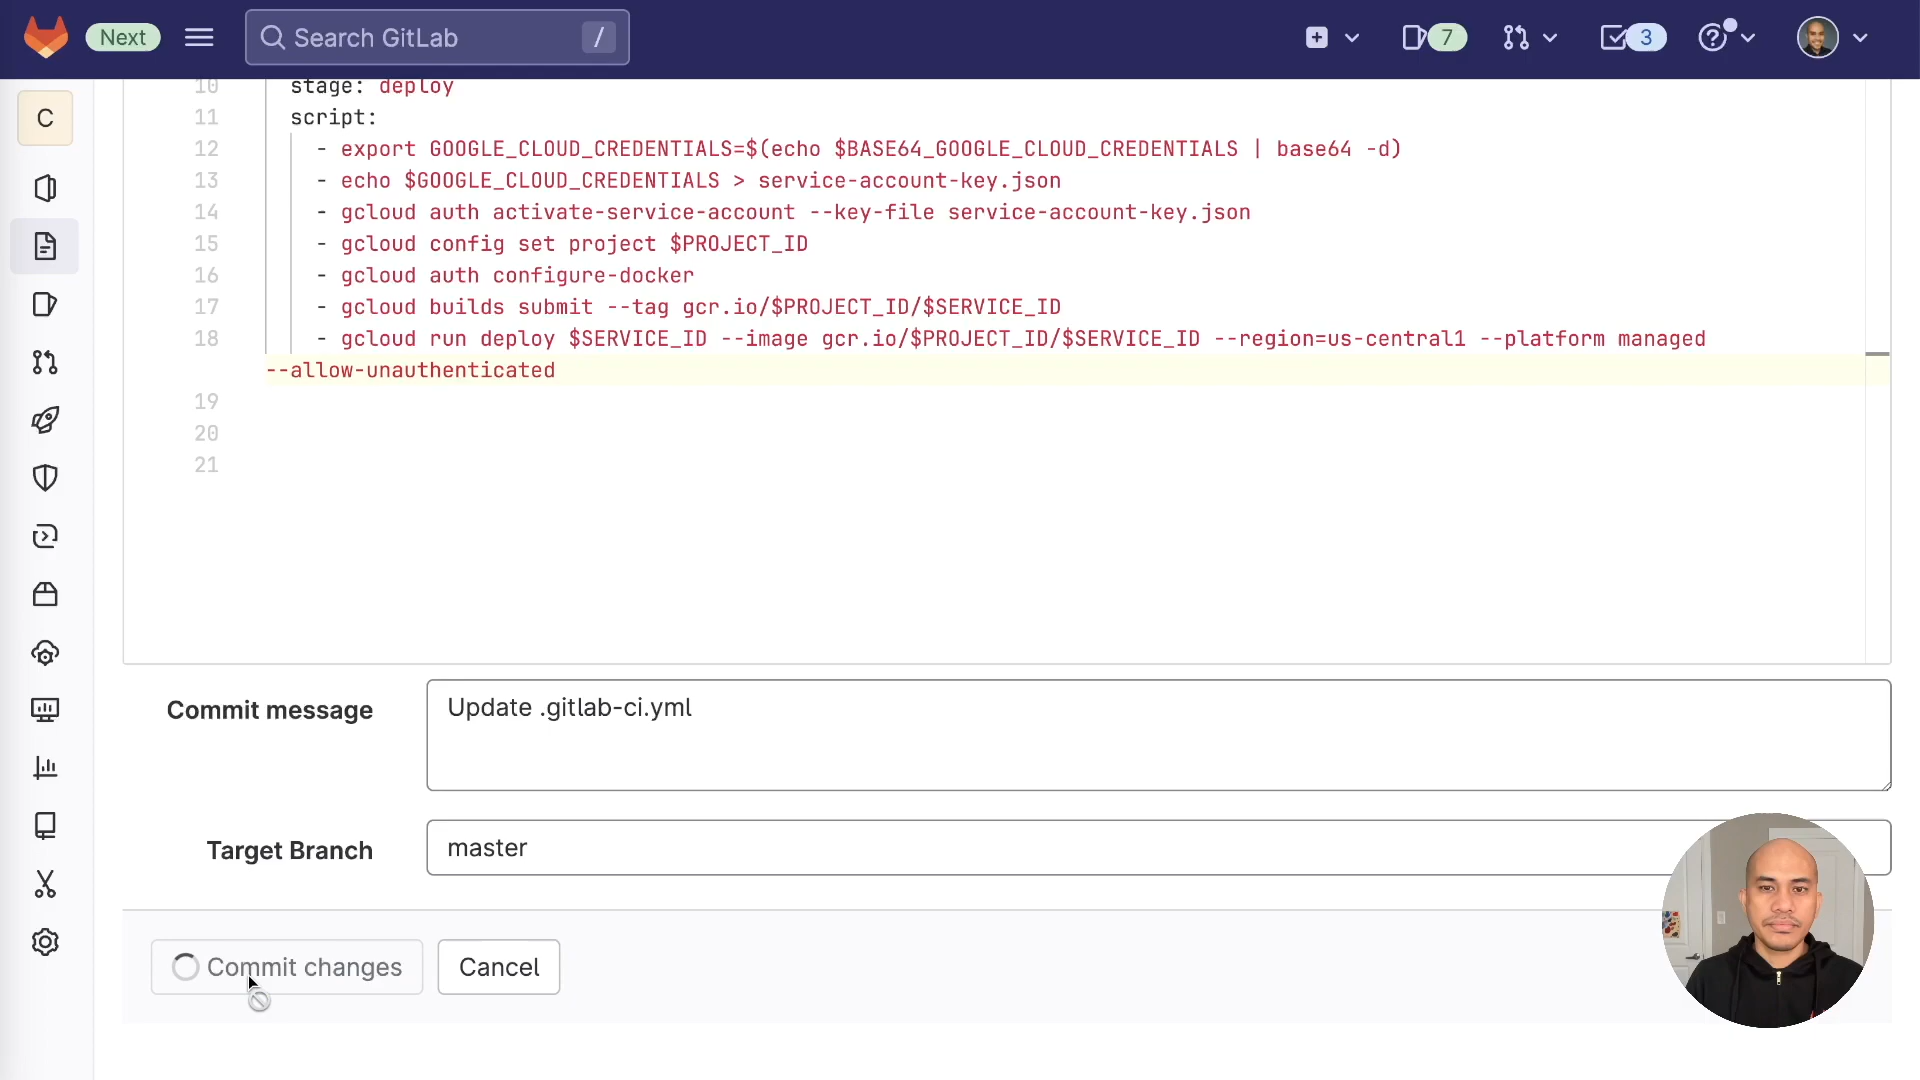 Next
Search GitLab
/
7
3
C
10 stage: deploy
11 script:
12 - export GOOGLE_CLOUD_CREDENTIALS=$(echo $BASE64_GOOGLE_CLOUD_CREDENTIALS | base64 -d)
13 - echo $GOOGLE_CLOUD_CREDENTIALS > service-account-key.json
14 - gcloud auth activate-service-account --key-file service-account-key.json
15 - gcloud config set project $PROJECT_ID
16 - gcloud auth configure-docker
17 - gcloud builds submit --tag gcr.io/$PROJECT_ID/$SERVICE_ID
18 - gcloud run deploy $SERVICE_ID --image gcr.io/$PROJECT_ID/$SERVICE_ID --region=us-central1 --platform managed
--allow-unauthenticated
19
20
21
Commit message
Update .gitlab-ci.yml
Target Branch
master
Commit changes
Cancel